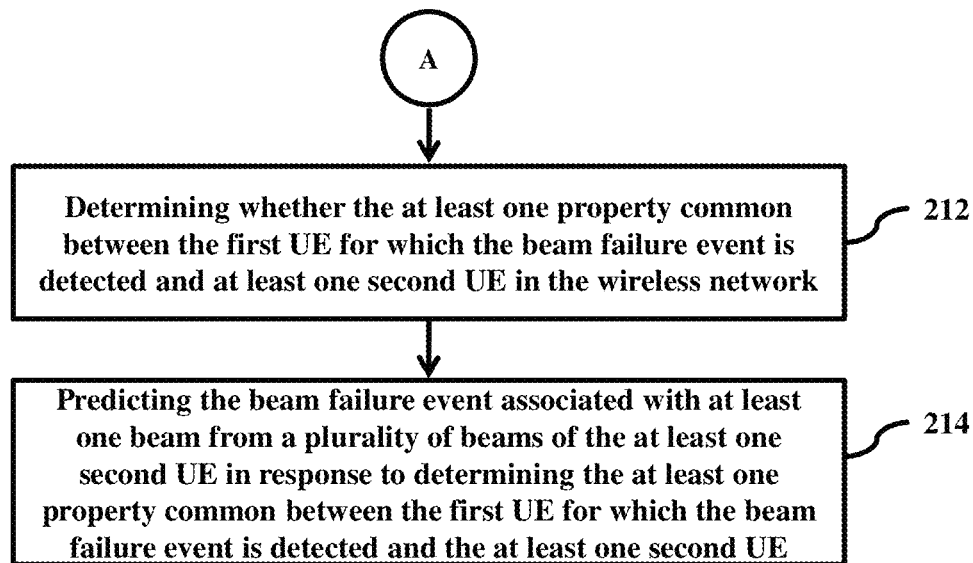 A
Determining whether the at least one property common
between the first UE for which the beam failure event is
detected and at least one second UE in the wireless network
212
Predicting the beam failure event associated with at least
one beam from a plurality of beams of the at least one
second UE in response to determining the at least one
property common between the first UE for which the beam
failure event is detected and the at least one second UE
214